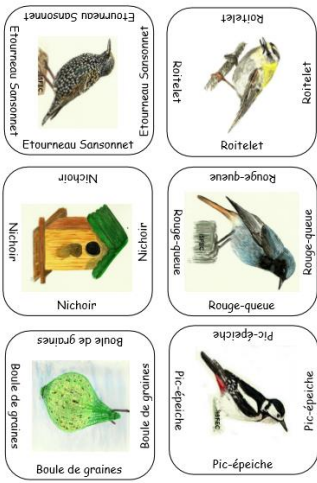 Etourneau Sansonnet
Etourneau Sansonnet
Etourneau Sansonnet
Etourneau Sansonnet
Roitelet
Roitelet
Roitelet
Roitelet
Nichoir
Nichoir
Nichoir
Nichoir
Rouge-queue
Rouge-queue
Rouge-queue
Rouge-queue
Boule de graines
Boule de graines
Boule de graines
Boule de graines
Pic-épeiche
Pic-épeiche
Pic-épeiche
Pic-épeiche